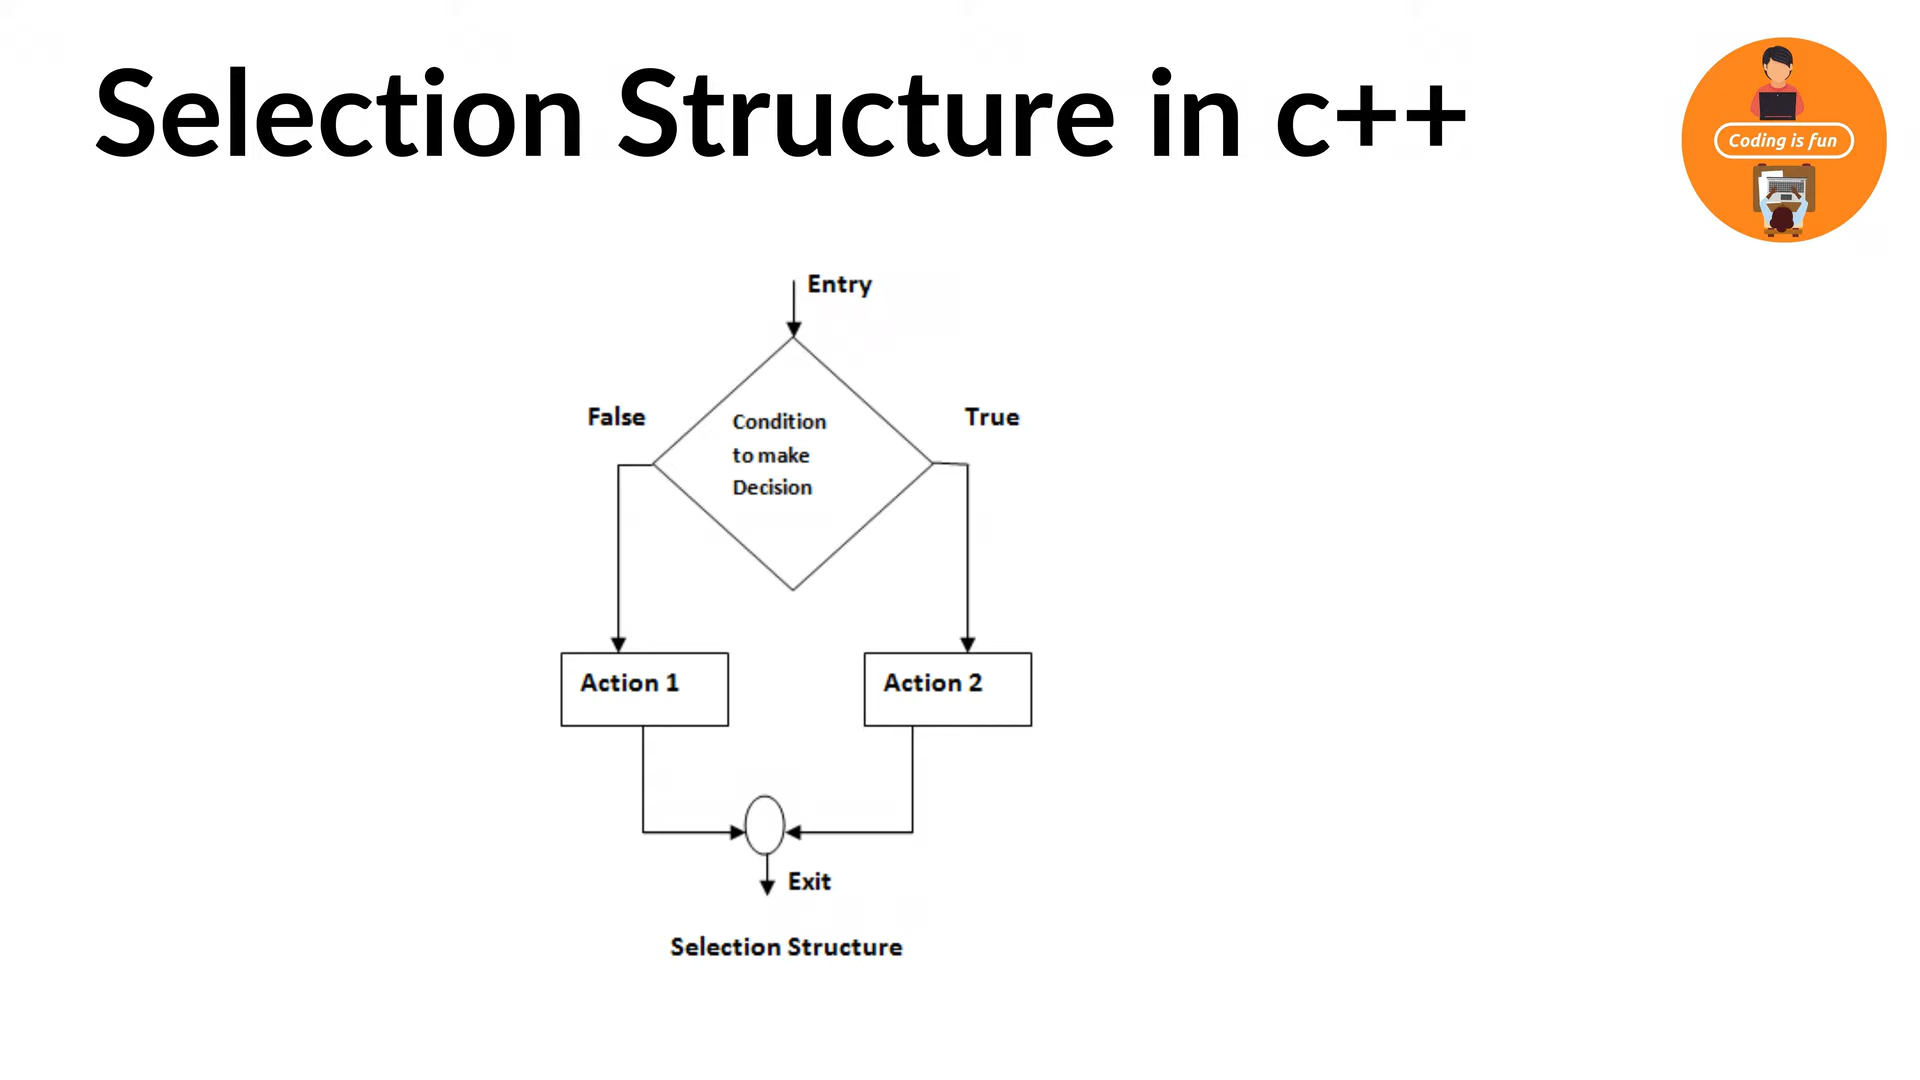 Selection Structure in c++
Coding is fun
Entry
False
True
Condition
to make
Decision
Action 1
Action 2
Exit
Selection Structure